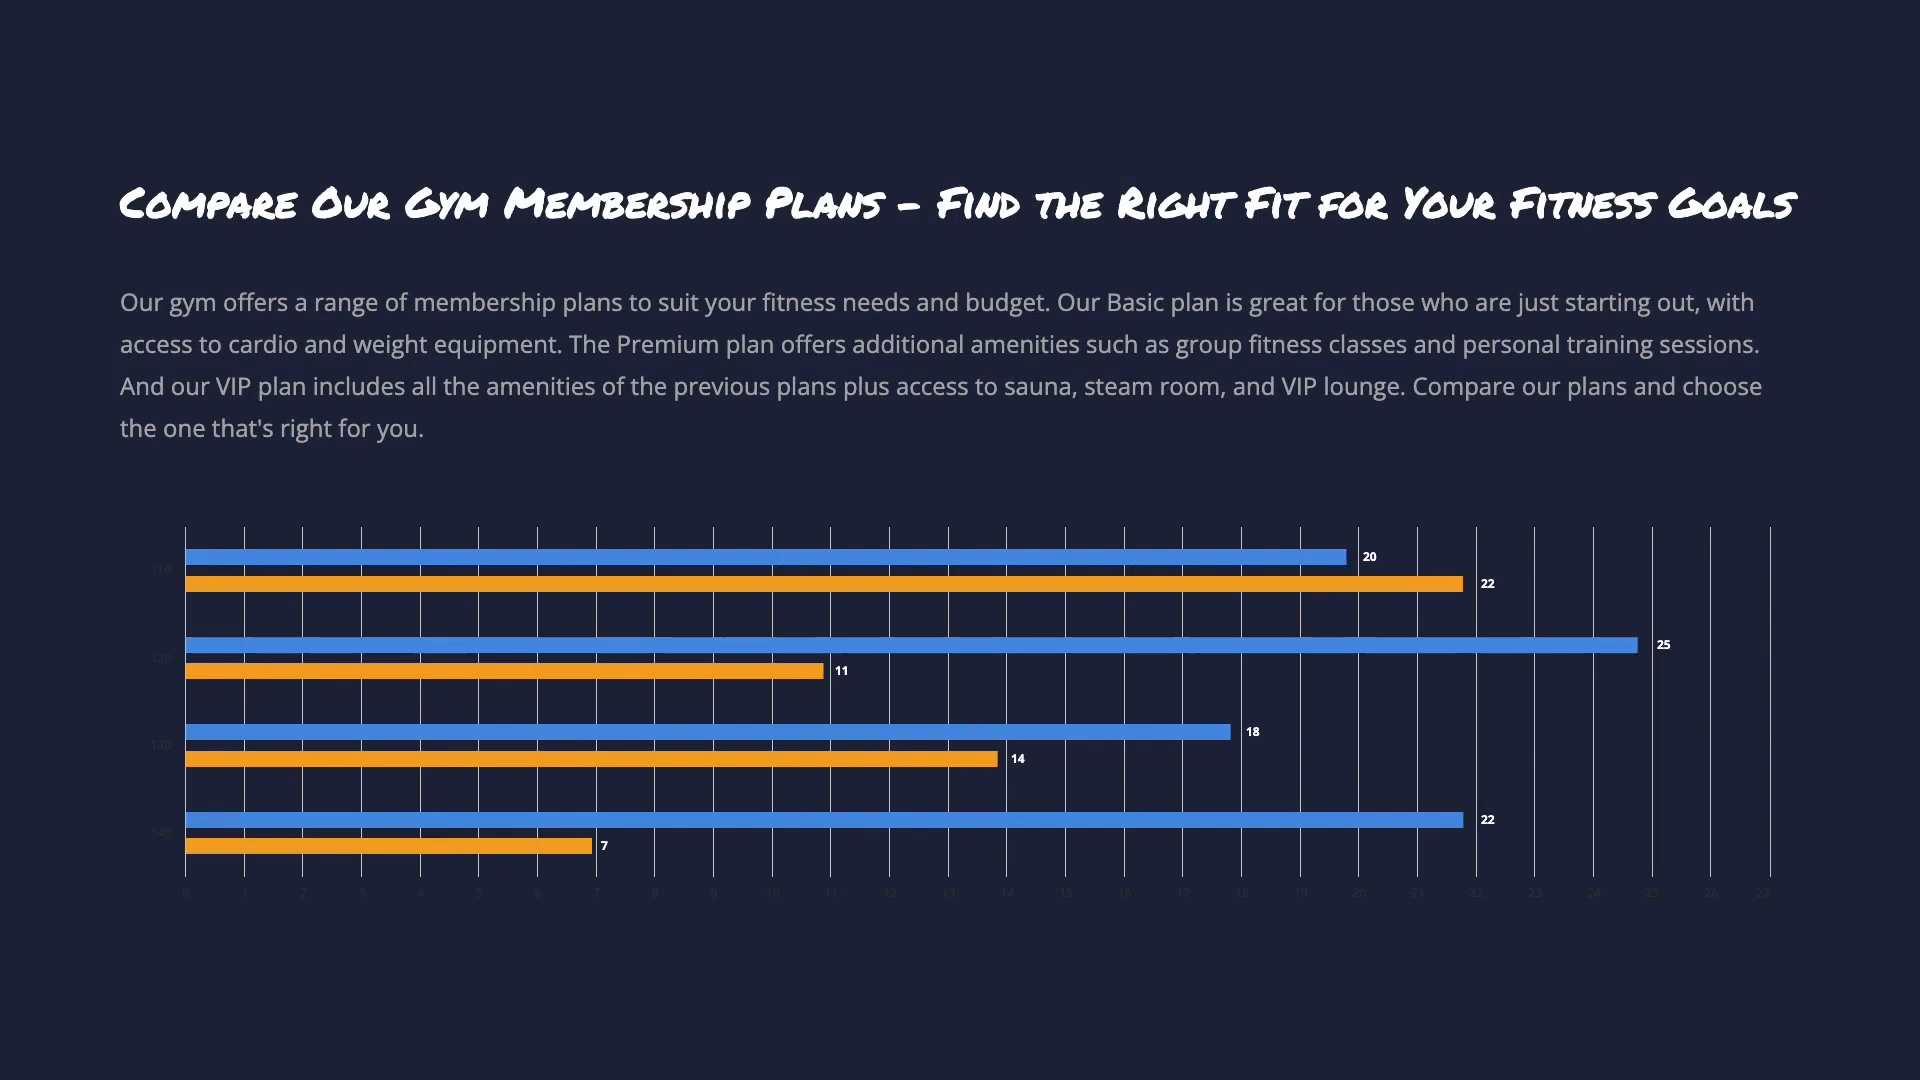 Compare Our Gym Membership Plans - Find the Right Fit for Your Fitness Goals
Our gym offers a range of membership plans to suit your fitness needs and budget. Our Basic plan is great for those who are just starting out, with
access to cardio and weight equipment. The Premium plan offers additional amenities such as group fitness classes and personal training sessions.
And our VIP plan includes all the amenities of the previous plans plus access to sauna, steam room, and VIP lounge. Compare our plans and choose
the one that's right for you.
20
110
22
25
120
11
18
130
14
22
140
7
0 1 2 3 4 5 6 7 8 9 10 11 12 13 14 15 16 17 18 19 20 21 22 23 24 25 26 27